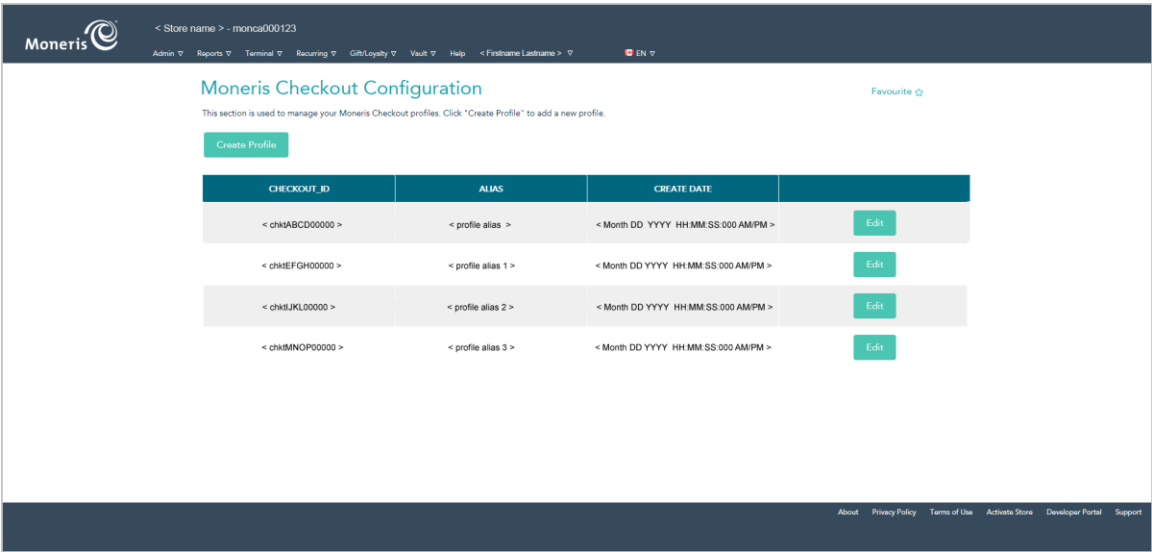 Moneris
< Store name > - monca000123
Admin ▽ Reports ▽ Terminal ▽ Recurring ▽ Gift/Loyalty ▽ Vault ▽ Help < Firstname Lastname > ▽ EN ▽
Moneris Checkout Configuration
Favourite ☆
This section is used to manage your Moneris Checkout profiles. Click "Create Profile" to add a new profile.
Create Profile
CHECKOUT_ID ALIAS CREATE DATE
< chktABCD00000 > < profile alias > < Month DD YYYY HH:MM:SS:000 AM/PM > Edit
< chktEFGH00000 > < profile alias 1 > < Month DD YYYY HH:MM:SS:000 AM/PM > Edit
< chktIJKL00000 > < profile alias 2 > < Month DD YYYY HH:MM:SS:000 AM/PM > Edit
< chktMNOP00000 > < profile alias 3 > < Month DD YYYY HH:MM:SS:000 AM/PM > Edit
About Privacy Policy Terms of Use Activate Store Developer Portal Support